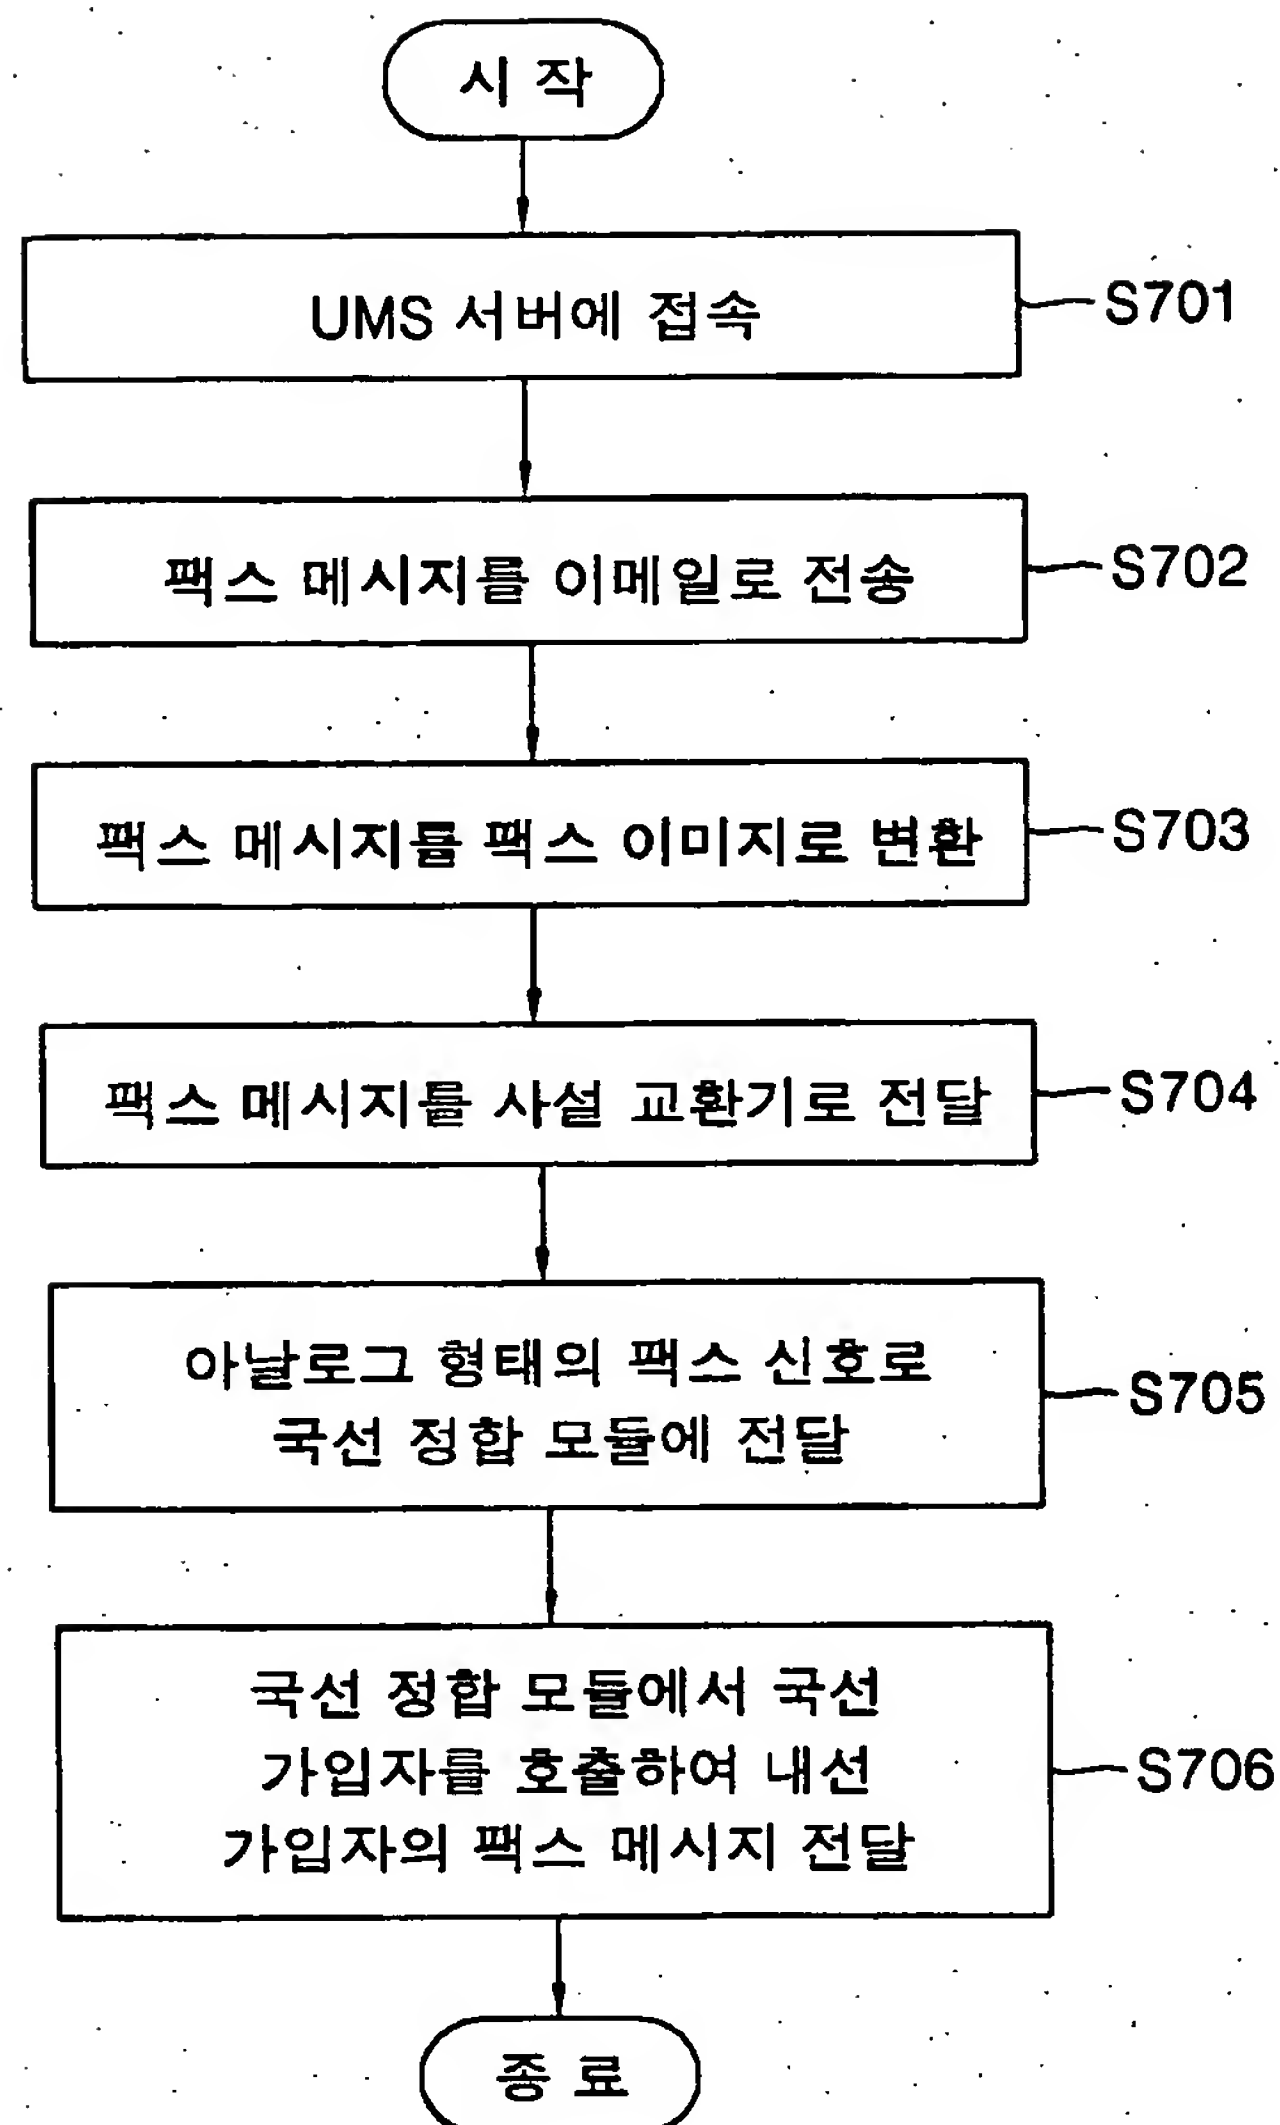 시 작
UMS 서버에 접속
S701
팩스 메시지를 이메일로 전송
S702
팩스 메시지를 팩스 이미지로 변환
S703
팩스 메시지를 사설 교환기로 전달
S704
아날로그 형태의 팩스 신호로
국선 정합 모듈에 전달
S705
국선 정합 모듈에서 국선
가입자를 호출하여 내선
가입자의 팩스 메시지 전달
S706
종 료